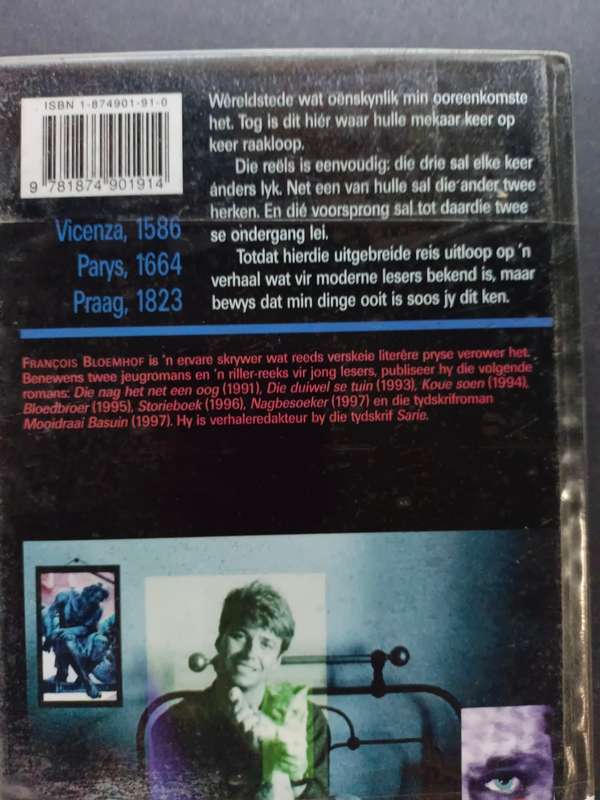 ISBN 1-874901-91-0
9 781874 901914
Vicenza, 1586
Parys, 1664
Praag, 1823
Wêreldstede wat oënskynlik min ooreenkomste
het. Tog is dit hiér waar hulle mekaar keer op
keer raakloop.
Die reëls is eenvoudig: die drie sal elke keer
ánders lyk. Net een van hulle sal die ander twee
herken. En dié voorsprong sal tot daardie twee
se ondergang lei.
Totdat hierdie uitgebreide reis uitloop op 'n
verhaal wat vir moderne lesers bekend is, maar
bewys dat min dinge ooit is soos jy dit ken.
FRANÇOIS BLOEMHOF is 'n ervare skrywer wat reeds verskeie literêre pryse verower het.
Benewens twee jeugromans en 'n riller-reeks vir jong lesers, publiseer hy die volgende
romans: Die nag het net een oog (1991), Die duiwel se tuin (1993), Koue soen (1994),
Bloedbroer (1995), Storieboek (1996), Nagbesoeker (1997) en die tydskrifroman
Mooidraai Basuin (1997). Hy is verhaleredakteur by die tydskrif Sarie.